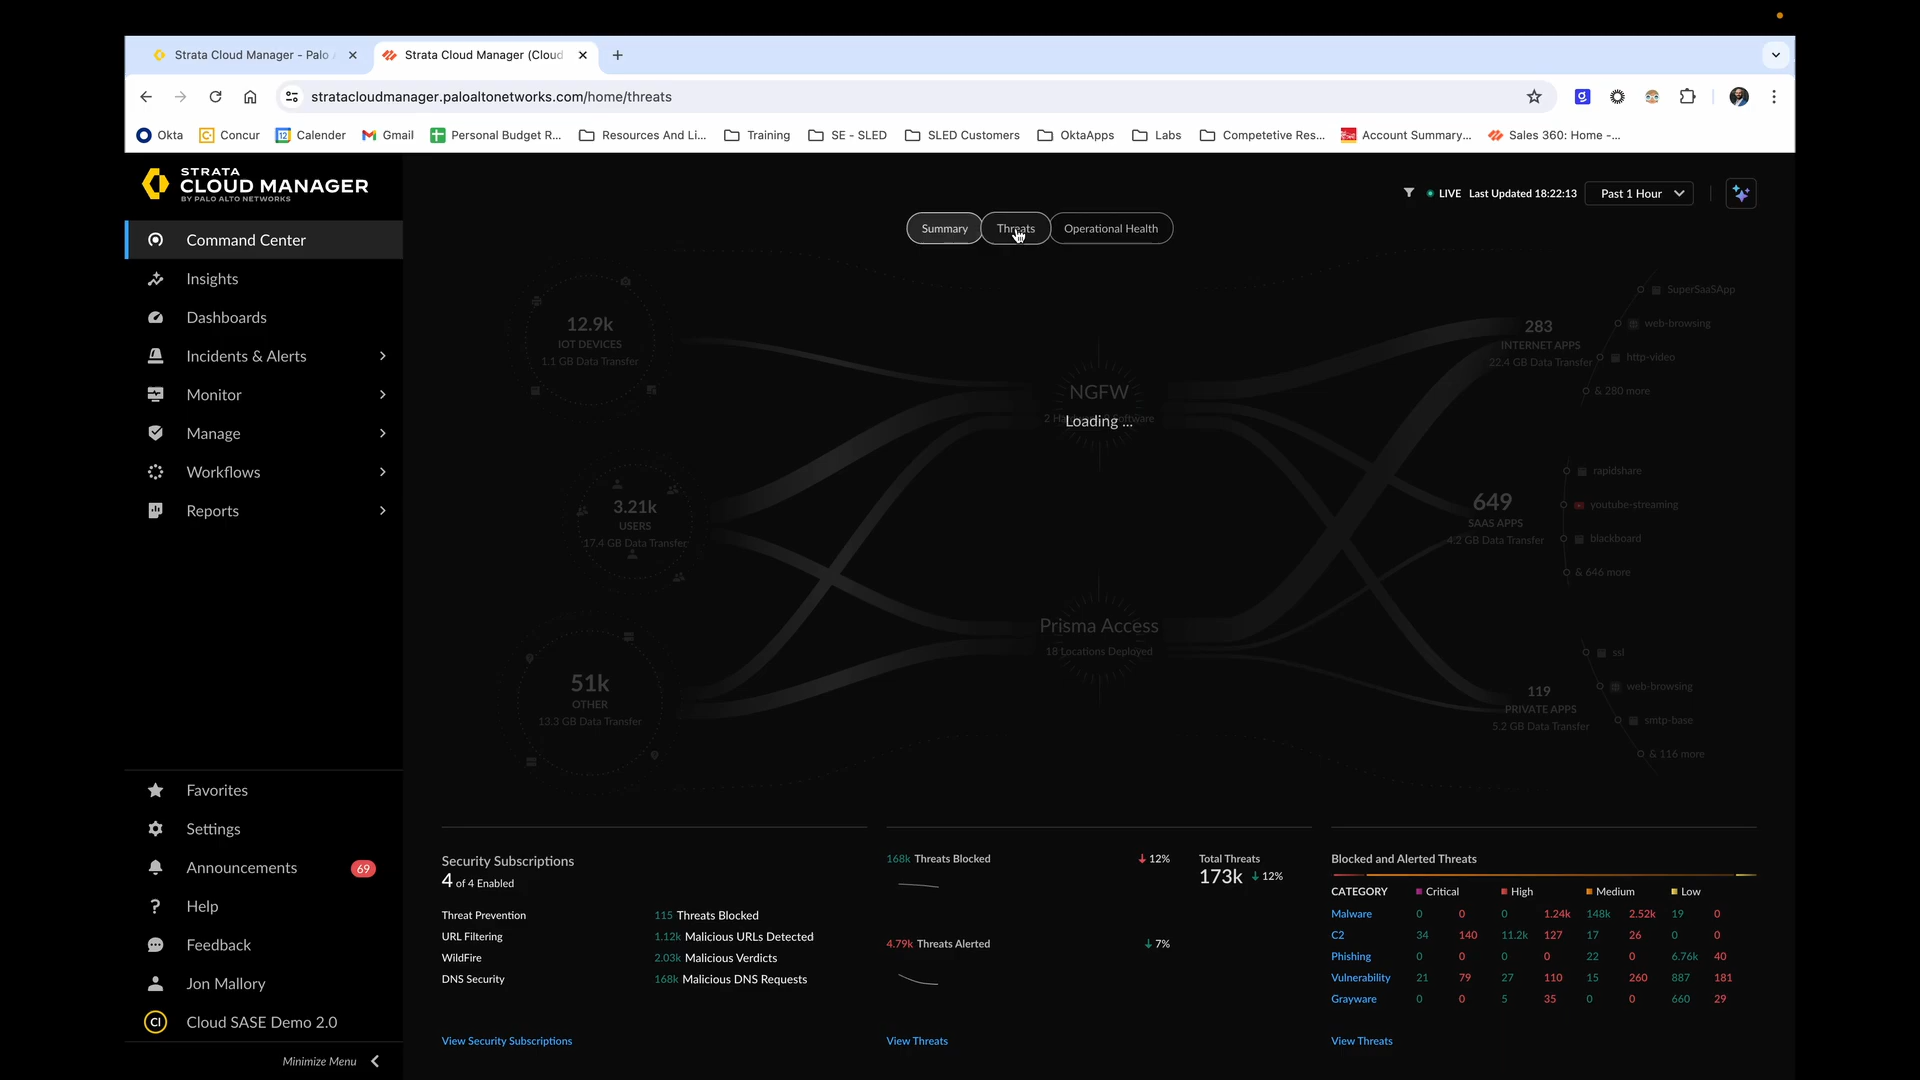 Strata Cloud Manager - Palo
Strata Cloud Manager (Cloud
stratacloudmanager.paloaltonetworks.com/home/threats
Okta
Concur
Calender
Gmail
Personal Budget R...
Resources And Li...
Training
SE - SLED
SLED Customers
OktaApps
Labs
Competetive Res...
Account Summary...
Sales 360: Home -...
STRATA
CLOUD MANAGER
BY PALO ALTO NETWORKS
LIVE Last Updated 18:22:13
Past 1 Hour
Summary
Threats
Operational Health
Command Center
Insights
Dashboards
Incidents & Alerts
Monitor
Manage
Workflows
Reports
12.9k
IOT DEVICES
1.1 GB Data Transfer
3.21k
USERS
17.4 GB Data Transfer
51k
OTHER
13.3 GB Data Transfer
NGFW
Loading ...
Prisma Access
18 Locations Deployed
283
INTERNET APPS
22.4 GB Data Transfer
SuperSaaSApp
web-browsing
http-video
& 280 more
649
SAAS APPS
4.2 GB Data Transfer
rapidshare
youtube-streaming
blackboard
& 646 more
119
PRIVATE APPS
5.2 GB Data Transfer
ssl
web-browsing
smtp-base
& 116 more
Favorites
Settings
Announcements 69
Help
Feedback
Jon Mallory
CI Cloud SASE Demo 2.0
Minimize Menu
Security Subscriptions
4 of 4 Enabled
Threat Prevention 115 Threats Blocked
URL Filtering 1.12k Malicious URLs Detected
WildFire 2.03k Malicious Verdicts
DNS Security 168k Malicious DNS Requests
View Security Subscriptions
168k Threats Blocked 12%
4.79k Threats Alerted 7%
Total Threats
173k 12%
View Threats
Blocked and Alerted Threats
CATEGORY Critical High Medium Low
Malware 0 0 0 1.24k 148k 2.52k 19 0
C2 34 140 11.2k 127 17 26 0 0
Phishing 0 0 0 0 22 0 6.76k 40
Vulnerability 21 79 27 110 15 260 887 181
Grayware 0 0 5 35 0 0 660 29
View Threats